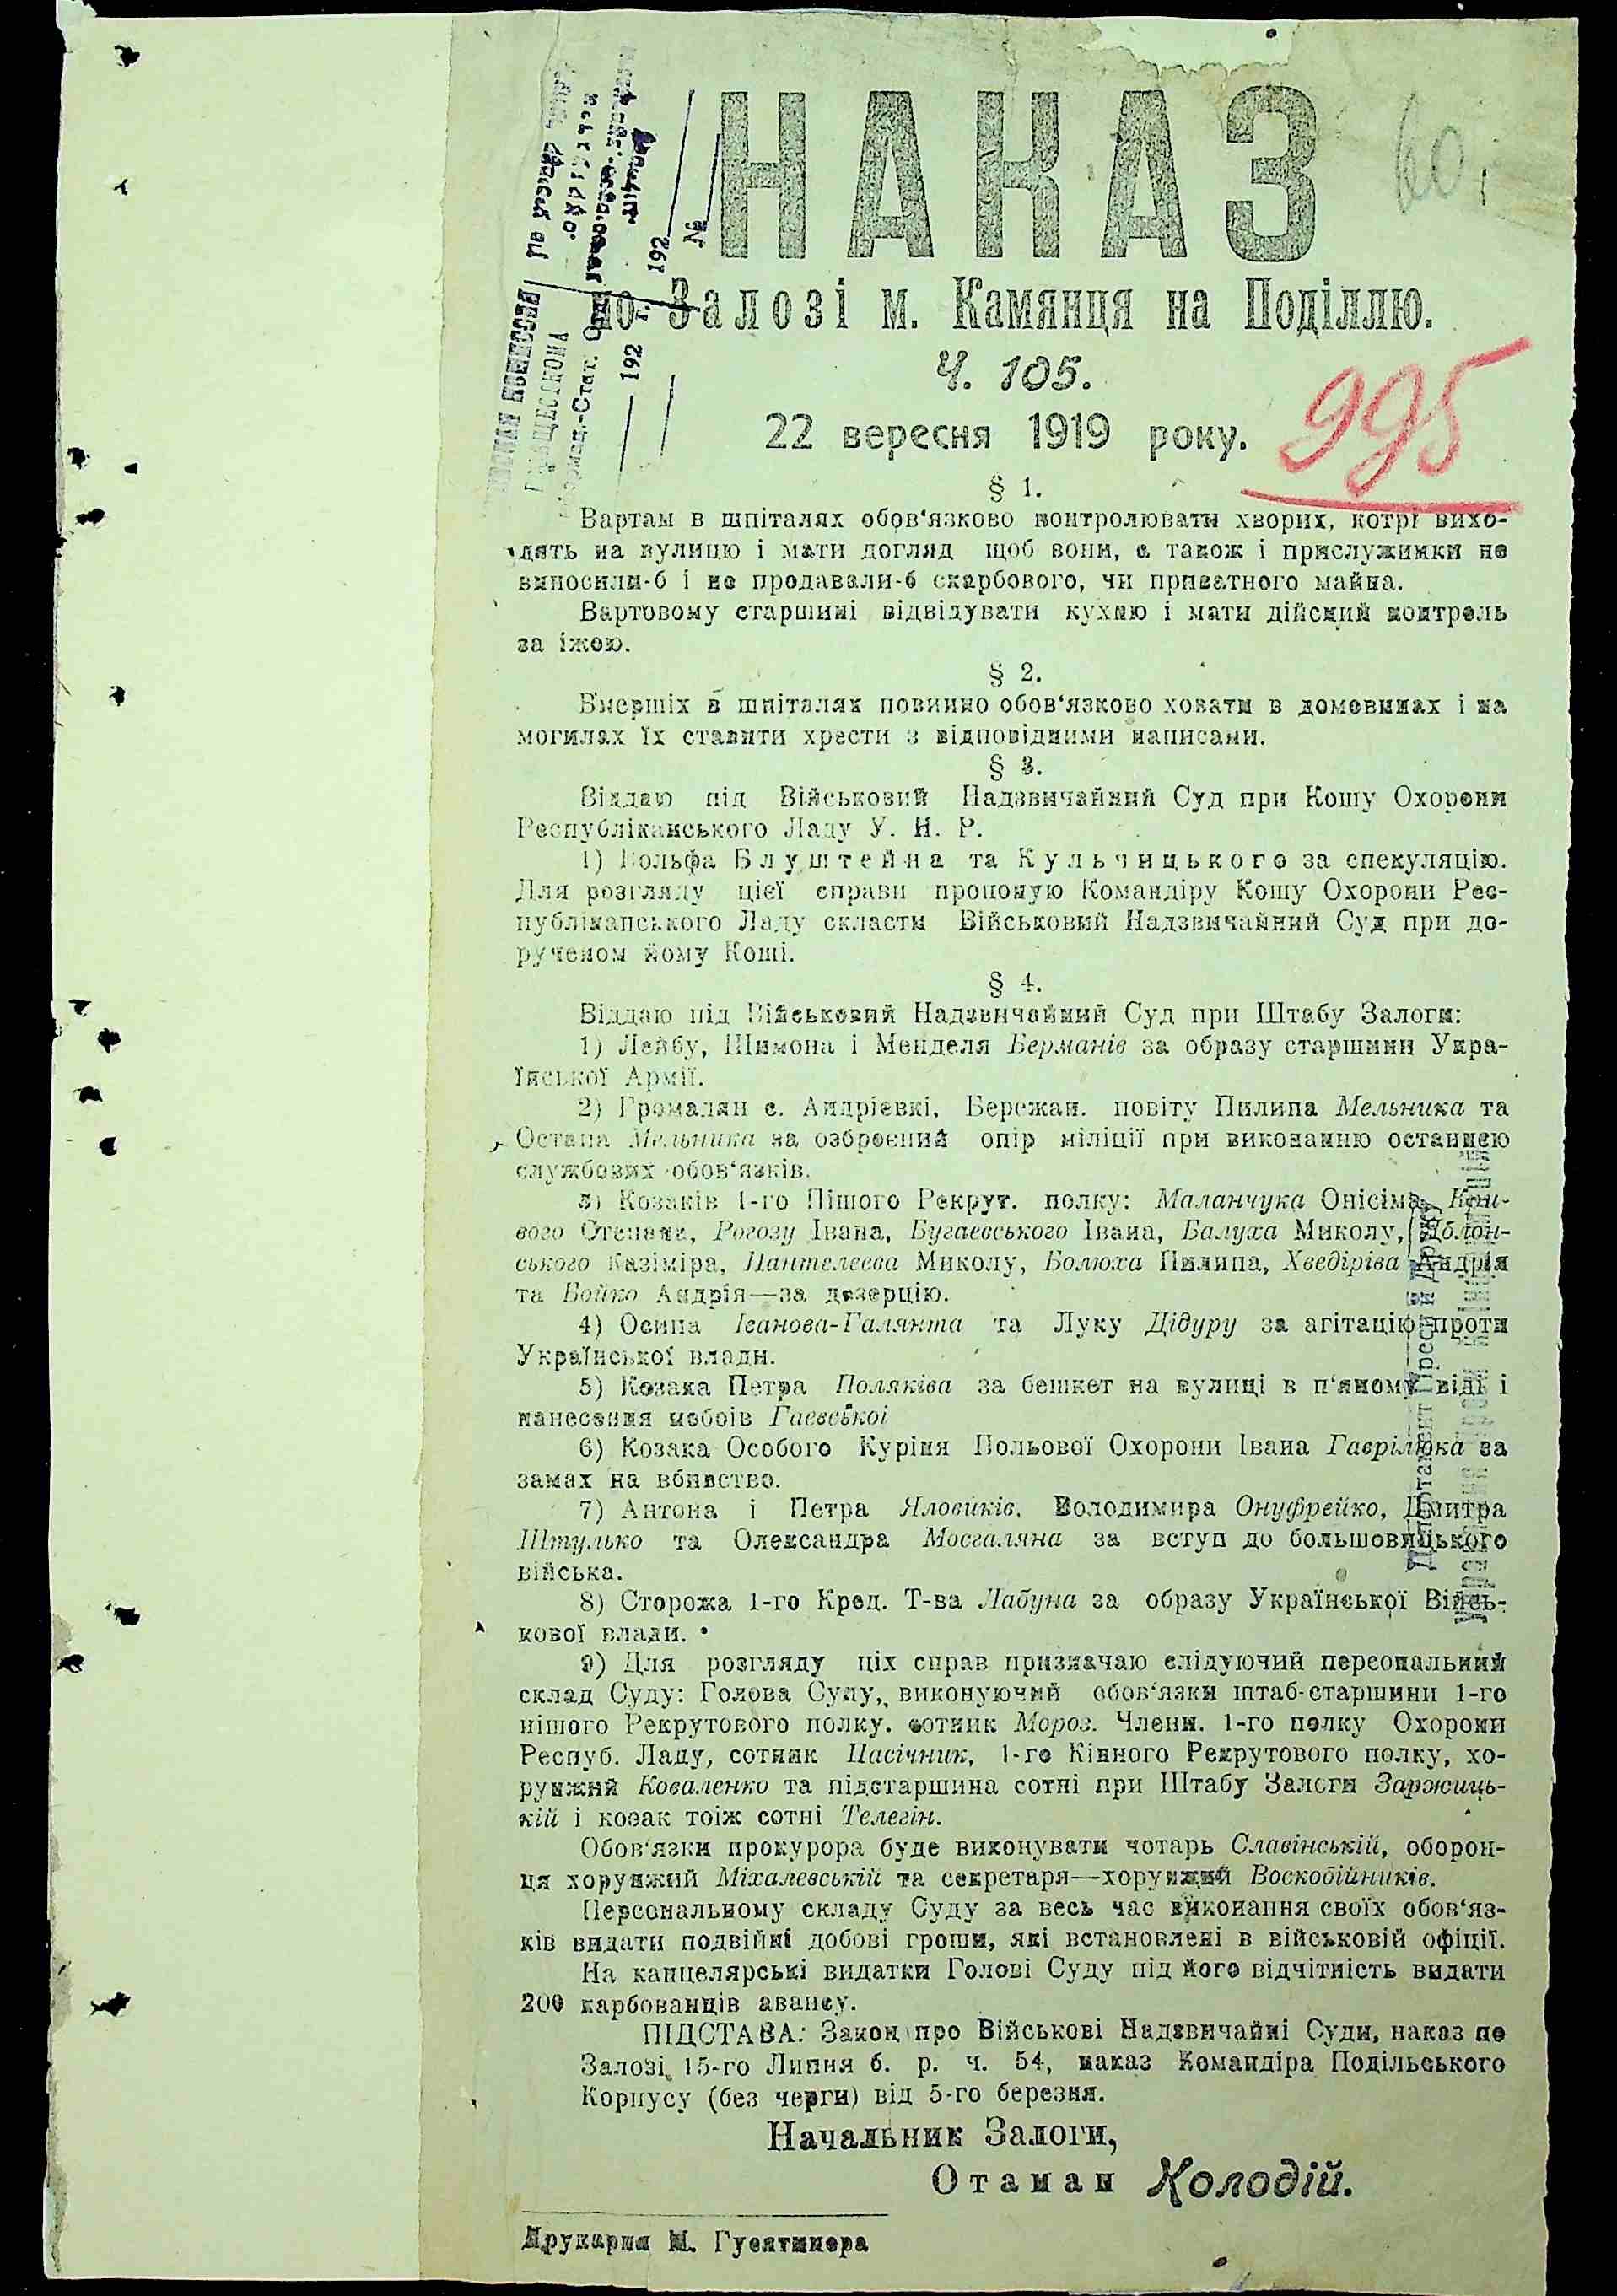 НАКАЗ
60
по Залозі м. Камянця на Поділлю.
Ч. 105.
995
22 вересня 1919 року.
§ 1.
Вартам в шпіталях обов‘язково контролювати хворих, котрі вихо-
дять на вулицю і мати догляд щоб вони, а також і прислужники не
виносили-б і не продавали-б скарбового, чи приватного майна.
Вартовому старшині відвідувати кухню і мати дійсний контроль
за їжою.
§ 2.
Вмерших в шпіталях повинно обов‘язково ховати в домовинах і на
могилах їх ставити хрести з відповідними написами.
§ 3.
Віддаю під Військовий Надзвичайний Суд при Кошу Охорони
Республіканського Ладу У. Н. Р.
1) Вольфа Блуштейна та Кульчицького за спекуляцію.
Для розгляду цієї справи пропоную Командіру Кошу Охорони Рес-
публіканського Ладу скласти Військовий Надзвичайний Суд при до-
рученом йому Коші.
§ 4.
Віддаю під Військовий Надзвичайний Суд при Штабу Залоги:
1) Лейбу, Шимона і Менделя Берманів за образу старшини Укра-
їнської Армії.
2) Громадян с. Андрієвкі, Бережан. повіту Пилипа Мельника та
Остапа Мельника за озброєний опір міліції при виконанню останнею
службових обов‘язків.
3) Козаків 1-го Пішого Рекрут. полку: Маланчука Онісіма, Кри-
вого Степана, Рогозу Івана, Бугаєвського Івана, Балуха Миколу, Яблон-
ського Казіміра, Пантелеєва Миколу, Болюха Пилипа, Хведіріва Андрія
та Бойко Андрія—за дезерцію.
4) Осипа Іванова-Галянта та Луку Дідуру за агітацію проти
Української влади.
5) Козака Петра Поляківа за бешкет на вулиці в п‘яному віді і
нанесення побоїв Гаєвської
6) Козака Особого Куріня Польової Охорони Івана Гаврілюка за
замах на вбивство.
7) Антона і Петра Яловиків, Володимира Онуфрейко, Дмитра
Штулько та Олександра Мосгаляна за вступ до большовицького
війська.
8) Сторожа 1-го Кред. Т-ва Лабуна за образу Української Війсь-
кової влади.
9) Для розгляду ціх справ призначаю слідуючий персональний
склад Суду: Голова Суду, виконуючий обов‘язки штаб-старшини 1-го
пішого Рекрутового полку, сотник Мороз. Члени. 1-го полку Охорони
Респуб. Ладу, сотник Пасічник, 1-го Кінного Рекрутового полку, хо-
рунжий Коваленко та підстаршина сотні при Штабу Залоги Заржиць-
кій і козак тоїж сотні Телегін.
Обов‘язки прокурора буде виконувати чотарь Славінській, оборон-
ця хорунжий Міхалевській та секретаря—хорунжий Воскобійників.
Персональному складу Суду за весь час виконання своїх обов‘яз-
ків видати подвійні добові гроши, які встановлені в військовій офіції.
На канцелярські видатки Голові Суду під його відчітність видати
200 карбованців авансу.
ПІДСТАВА: Закон про Військові Надзвичайні Суди, наказ по
Залозі 15-го Липня б. р. ч. 54, наказ Командіра Подільського
Корпусу (без черги) від 5-го березня.
Начальник Залоги,
Отаман Колодій.
Друкарня М. Гусятинера
192
№
192 г.
Департамент Преси й Друку